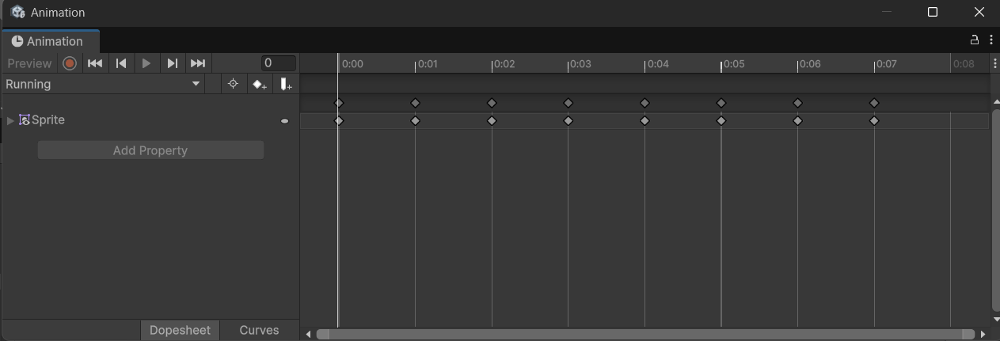 Animation
Animation
Preview 0 0:00 0:01 0:02 0:03 0:04 0:05 0:06 0:07 0:08
Running
Sprite
Add Property
Dopesheet Curves